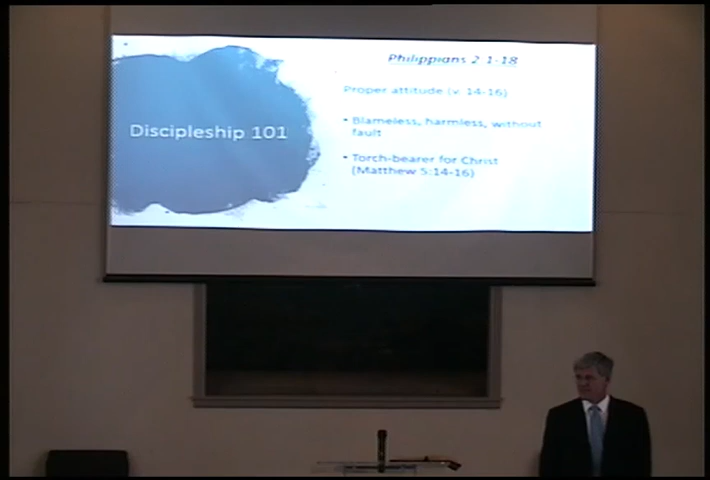 Discipleship 101
Philippians 2 1-18
Proper attitude (v. 14-16)
• Blameless, harmless, without
fault
• Torch-bearer for Christ
(Matthew 5:14-16)